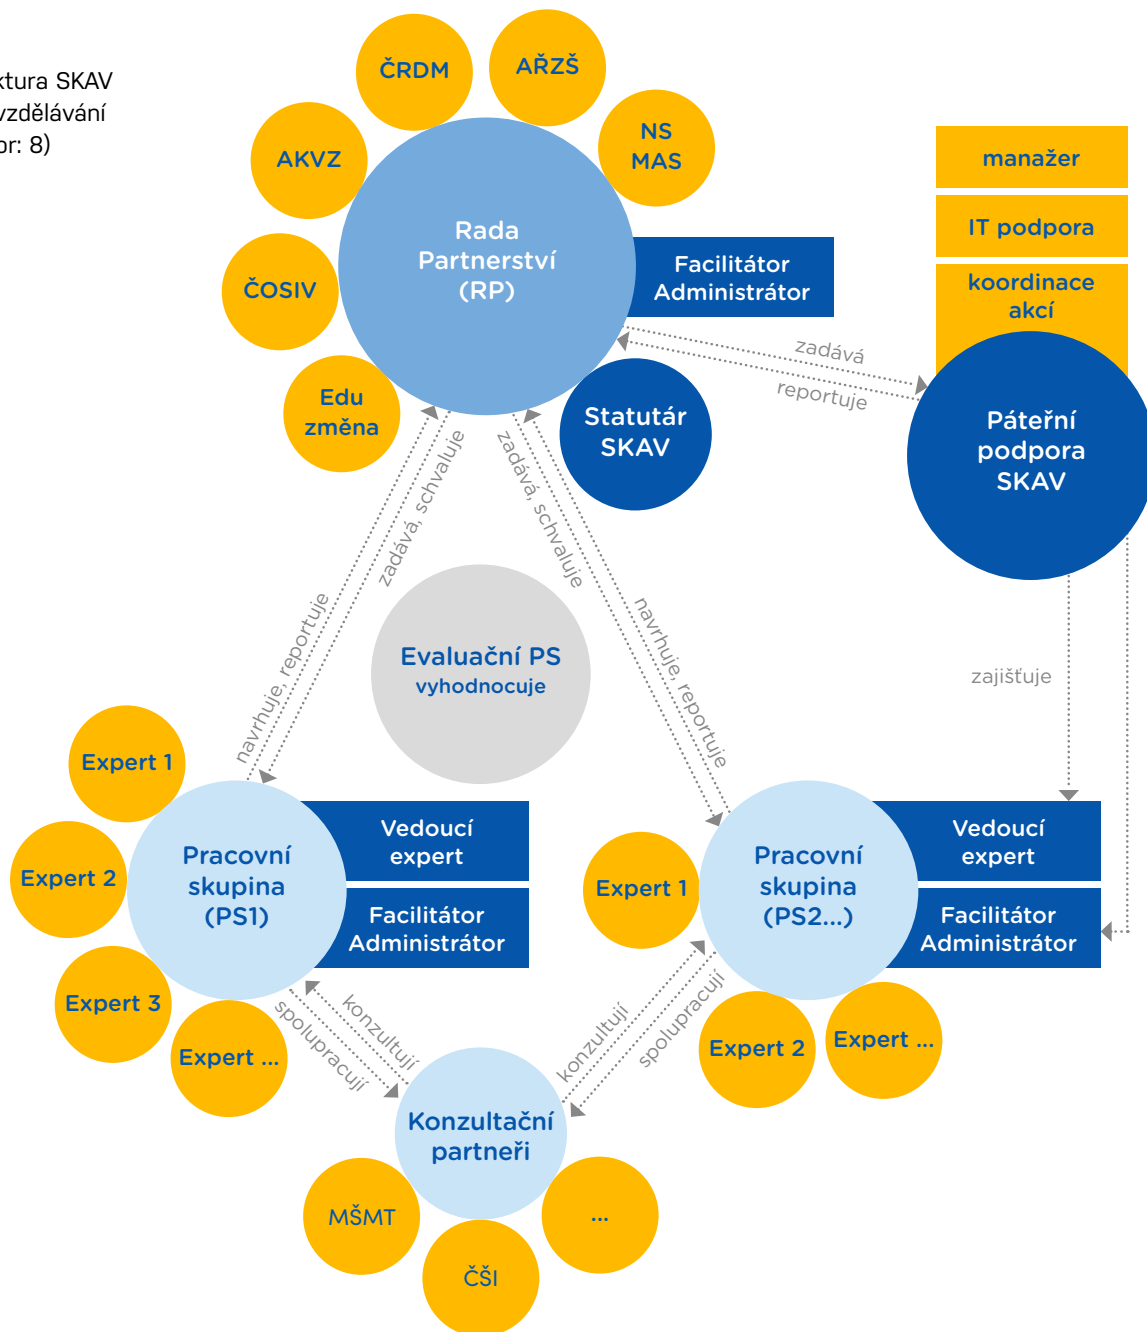 ktura SKAV
vzdělávání
or: 8)
ČRDM
AŘZŠ
NS
MAS
AKVZ
ČOSIV
Edu
změna
Rada
Partnerství
(RP)
Facilitátor
Administrátor
Statutár
SKAV
manažer
IT podpora
koordinace
akcí
Páteřní
podpora
SKAV
zadává
reportuje
navrhuje, reportuje
zadává, schvaluje
zadává, schvaluje
navrhuje, reportuje
zajišťuje
Evaluační PS
vyhodnocuje
Expert 1
Expert 2
Expert 3
Expert ...
Pracovní
skupina
(PS1)
Vedoucí
expert
Facilitátor
Administrátor
Expert 1
Pracovní
skupina
(PS2...)
Vedoucí
expert
Facilitátor
Administrátor
Expert 2
Expert ...
spolupracují
konzultují
konzultují
spolupracují
Konzultační
partneři
MŠMT
ČŠI
...